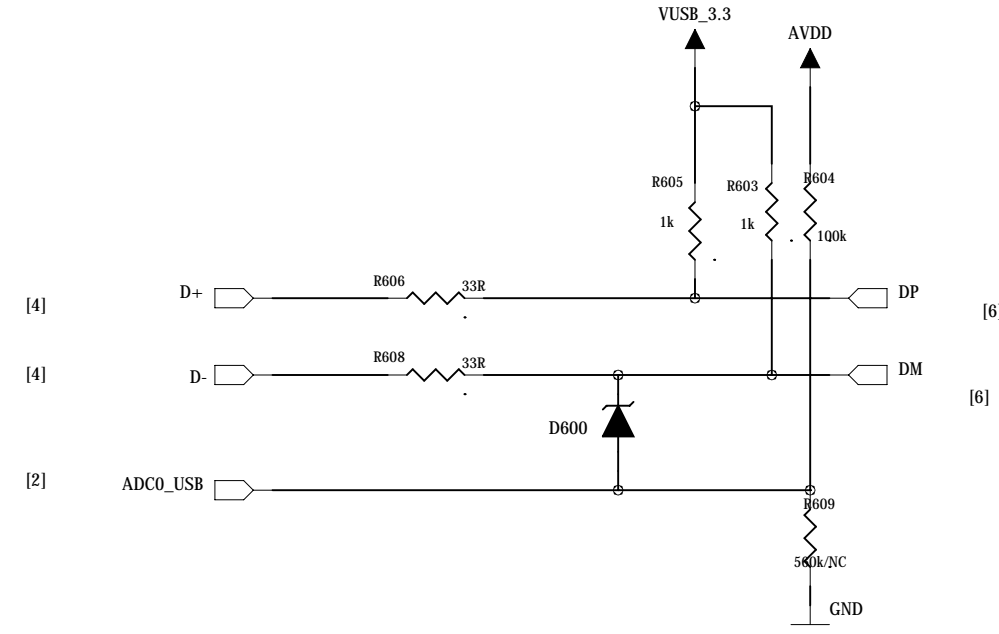 VUSB_3.3
AVDD
R605
R603
R604
1k
1k
100k
D+
R606
33R
DP
[4]
[6]
R608
33R
[4]
D-
DM
[6]
D600
[2]
ADC0_USB
R609
560k/NC
GND